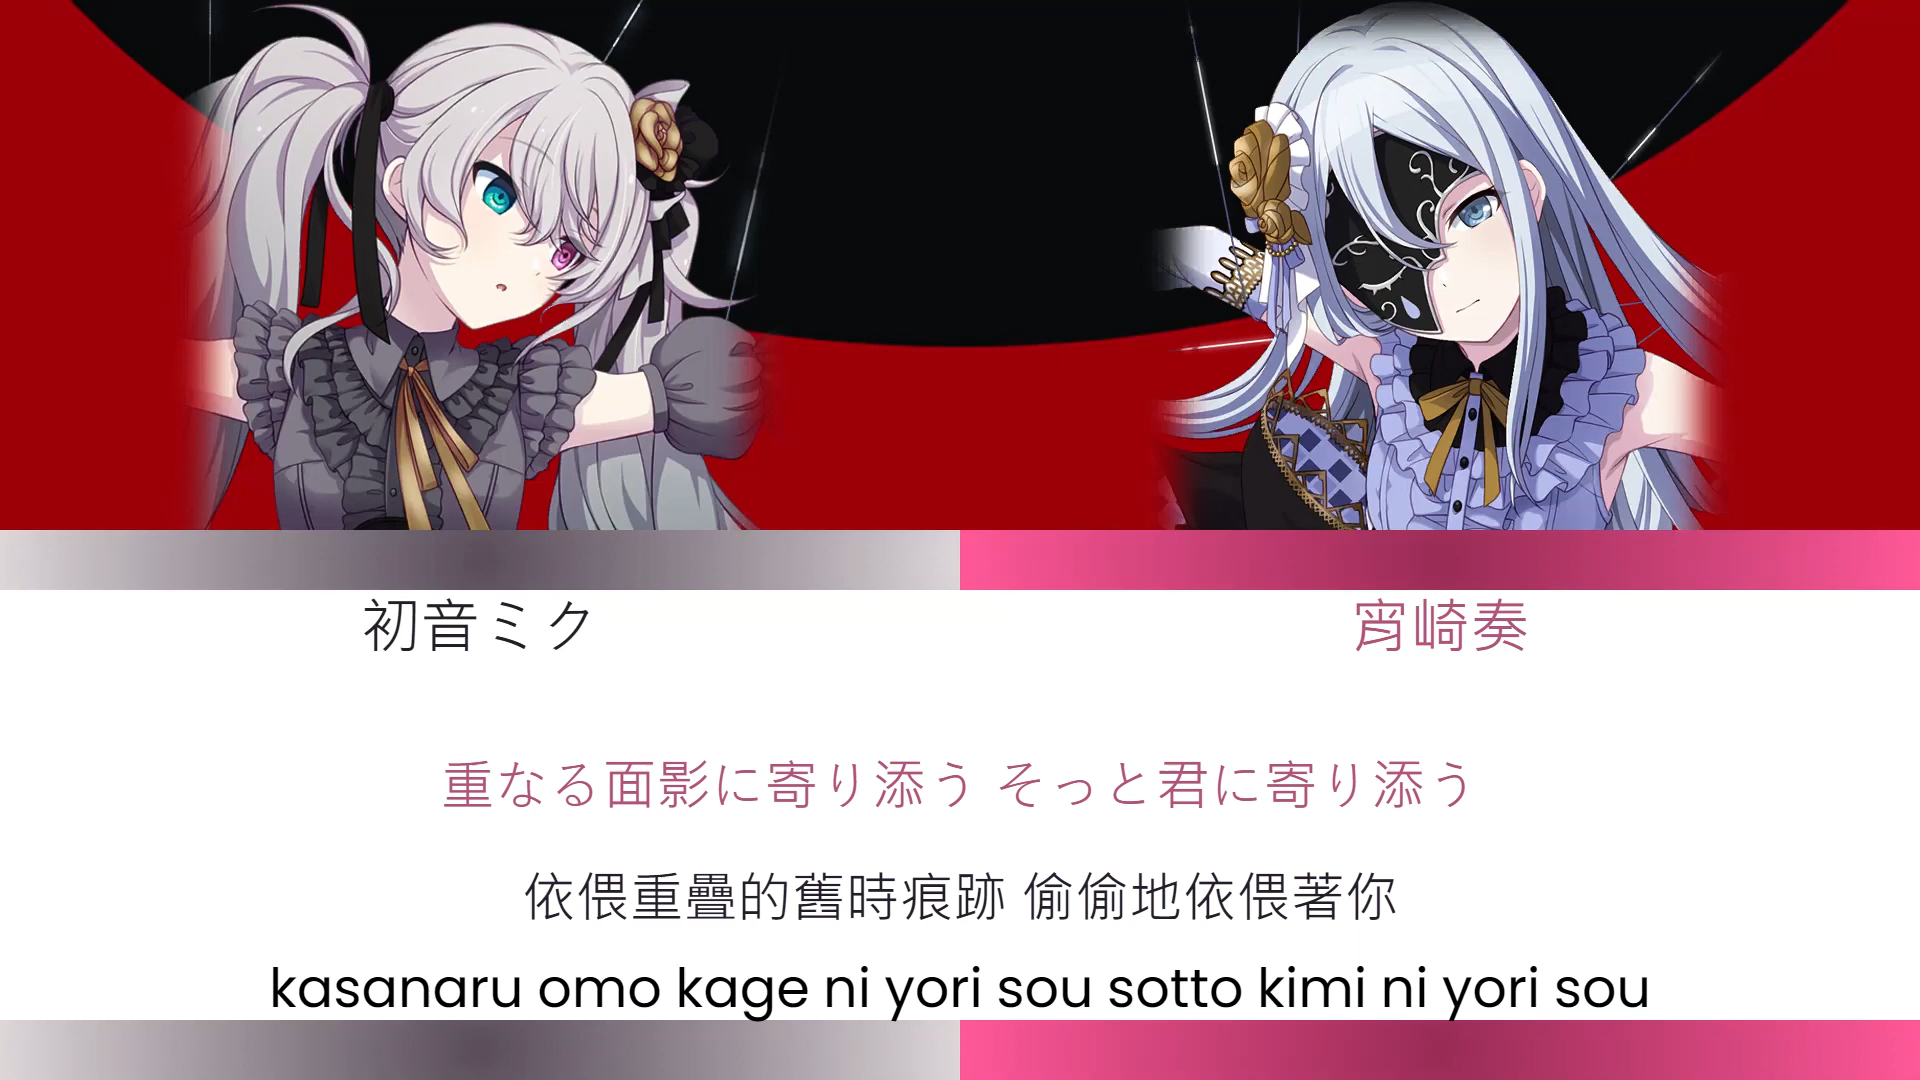 初音ミク
宵崎奏
重なる面影に寄り添う そっと君に寄り添う
依偎重疊的舊時痕跡 偷偷地依偎著你
kasanaru omo kage ni yori sou sotto kimi ni yori sou